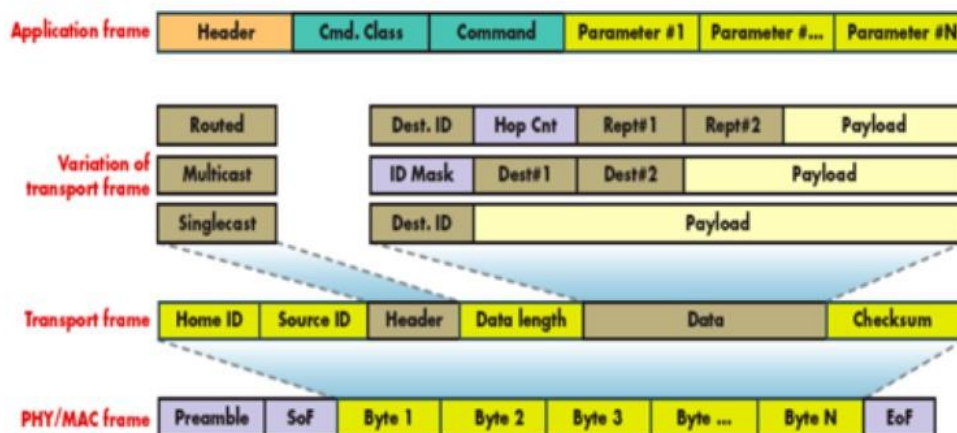 Application frame Header Cmd. Class Command Parameter #1 Parameter #... Parameter #N
Routed Dest. ID Hop Cnt Rept#1 Rept#2 Payload
Variation of
transport frame
Multicast ID Mask Dest#1 Dest#2 Payload
Singlecast Dest. ID Payload
Transport frame Home ID Source ID Header Data length Data Checksum
PHY/MAC frame Preamble SoF Byte 1 Byte 2 Byte 3 Byte ... Byte N EoF